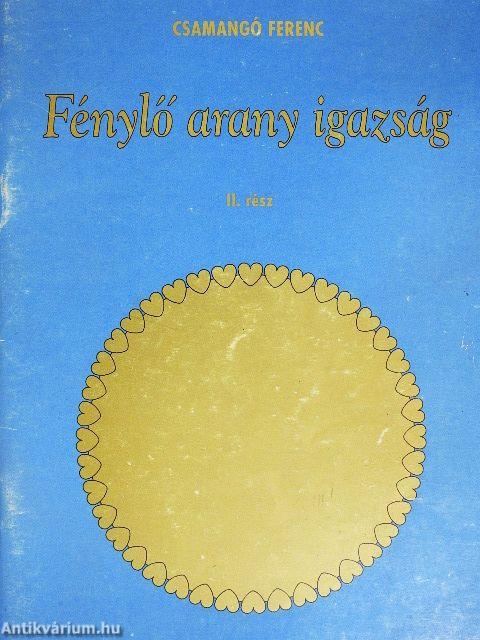 CSAMANGÓ FERENC
Fénylő arany igazság
II. rész
Antikvárium.hu